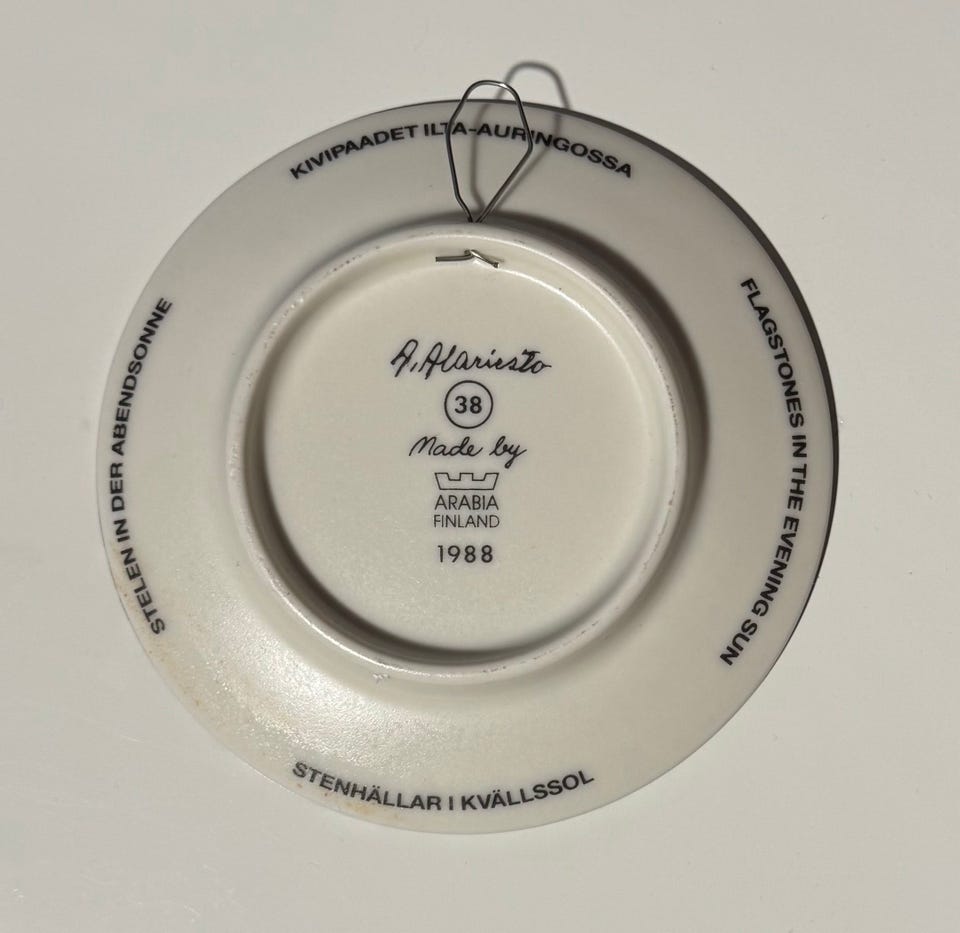 KIVIPAADET ILTA-AURINGOSSA
FLAGSTONES IN THE EVENING SUN
STENHÄLLAR I KVÄLLSSOL
STELEN IN DER ABENDSONNE
A. Alariesto
38
Made by
ARABIA
FINLAND
1988